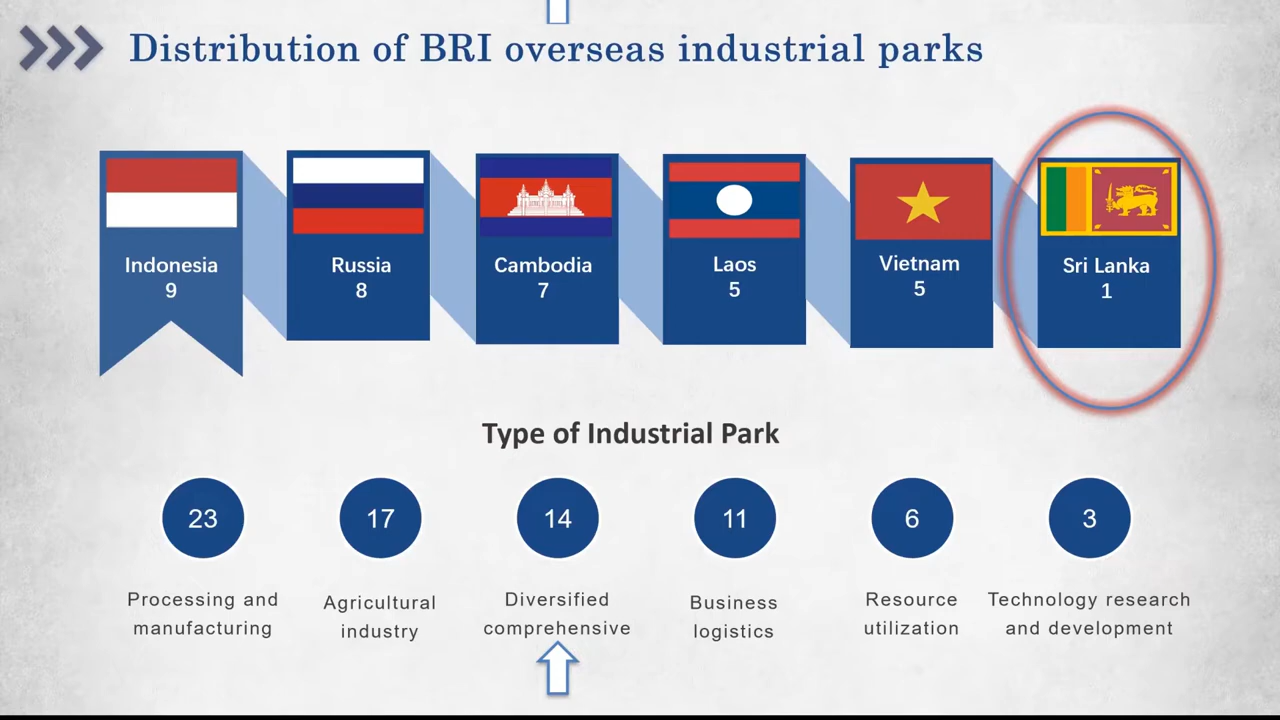 Distribution of BRI overseas industrial parks
Indonesia
9
Russia
8
Cambodia
7
Laos
5
Vietnam
5
Sri Lanka
1
Type of Industrial Park
23
17
14
11
6
3
Processing and
manufacturing
Agricultural
industry
Diversified
comprehensive
Business
logistics
Resource
utilization
Technology research
and development